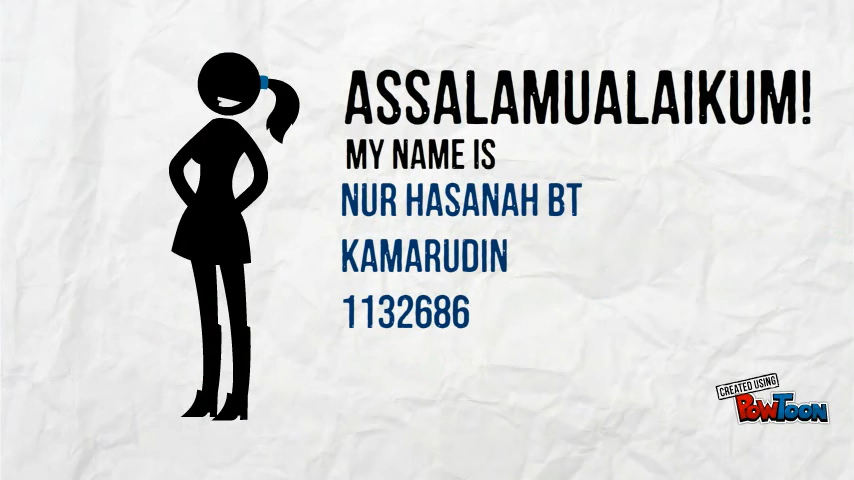 ASSALAMUALAIKUM!
MY NAME IS
NUR HASANAH BT
KAMARUDIN
1132686
CREATED USING
POWTOON